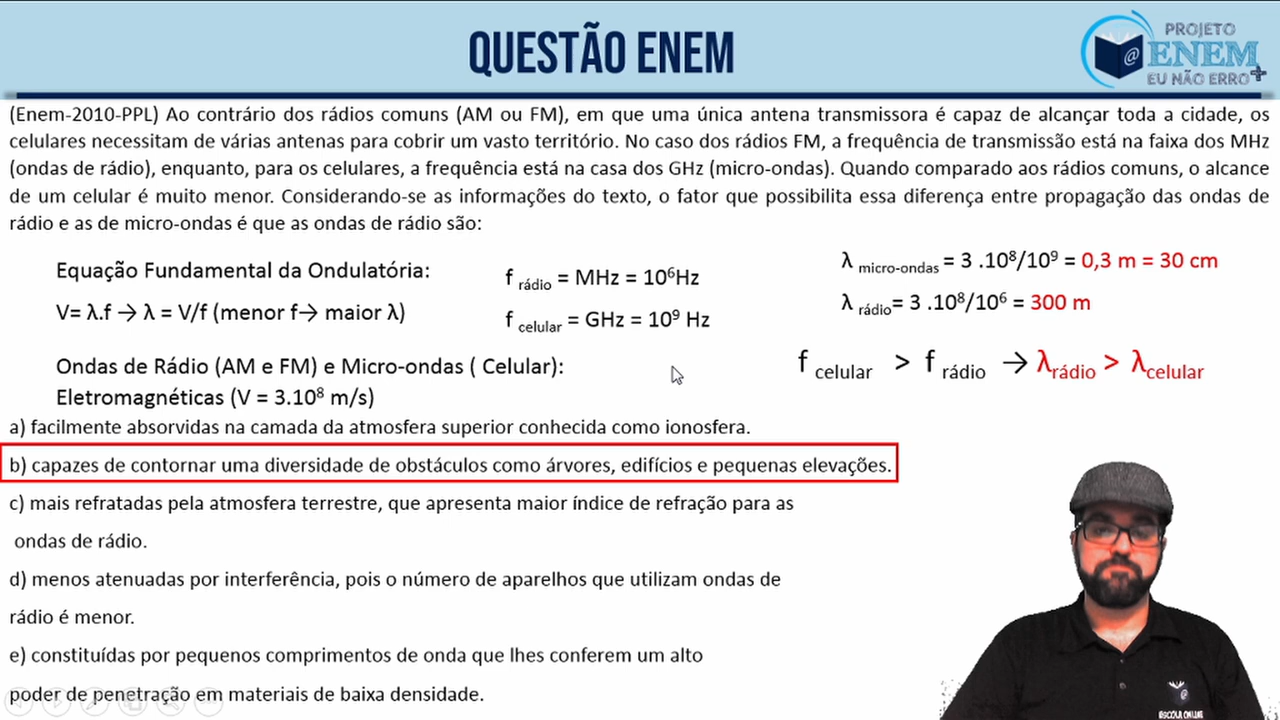 QUESTÃO ENEM
PROJETO
@ENEM+
EU NÃO ERRO
(Enem-2010-PPL) Ao contrário dos rádios comuns (AM ou FM), em que uma única antena transmissora é capaz de alcançar toda a cidade, os
celulares necessitam de várias antenas para cobrir um vasto território. No caso dos rádios FM, a frequência de transmissão está na faixa dos MHz
(ondas de rádio), enquanto, para os celulares, a frequência está na casa dos GHz (micro-ondas). Quando comparado aos rádios comuns, o alcance
de um celular é muito menor. Considerando-se as informações do texto, o fator que possibilita essa diferença entre propagação das ondas de
rádio e as de micro-ondas é que as ondas de rádio são:
Equação Fundamental da Ondulatória:
V= λ.f → λ = V/f (menor f→ maior λ)
f rádio = MHz = 10⁶Hz
f celular = GHz = 10⁹ Hz
λ micro-ondas = 3 .10⁸/10⁹ = 0,3 m = 30 cm
λ rádio= 3 .10⁸/10⁶ = 300 m
f celular > f rádio → λrádio > λcelular
Ondas de Rádio (AM e FM) e Micro-ondas ( Celular):
Eletromagnéticas (V = 3.10⁸ m/s)
a) facilmente absorvidas na camada da atmosfera superior conhecida como ionosfera.
b) capazes de contornar uma diversidade de obstáculos como árvores, edifícios e pequenas elevações.
c) mais refratadas pela atmosfera terrestre, que apresenta maior índice de refração para as
ondas de rádio.
d) menos atenuadas por interferência, pois o número de aparelhos que utilizam ondas de
rádio é menor.
e) constituídas por pequenos comprimentos de onda que lhes conferem um alto
poder de penetração em materiais de baixa densidade.
@
ESCOLA ONLINE